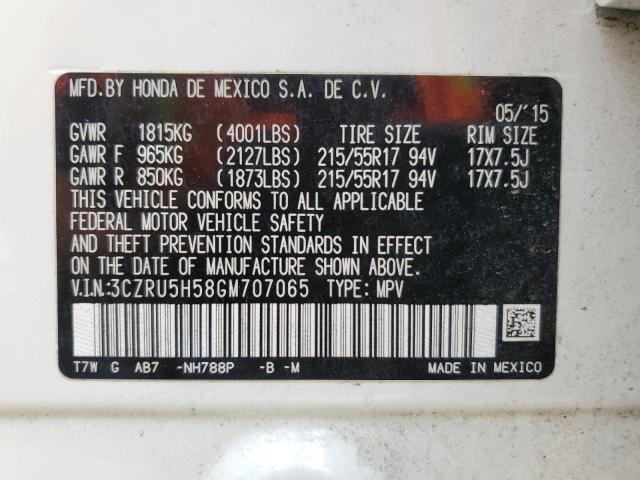 MFD.BY HONDA DE MEXICO S.A. DE C.V.
05/'15
GVWR 1815KG (4001LBS) TIRE SIZE RIM SIZE
GAWR F 965KG (2127LBS) 215/55R17 94V 17X7.5J
GAWR R 850KG (1873LBS) 215/55R17 94V 17X7.5J
THIS VEHICLE CONFORMS TO ALL APPLICABLE
FEDERAL MOTOR VEHICLE SAFETY
AND THEFT PREVENTION STANDARDS IN EFFECT
ON THE DATE OF MANUFACTURE SHOWN ABOVE.
V.I.N.:3CZRU5H58GM707065 TYPE: MPV
T7W G AB7 -NH788P -B -M MADE IN MEXICO